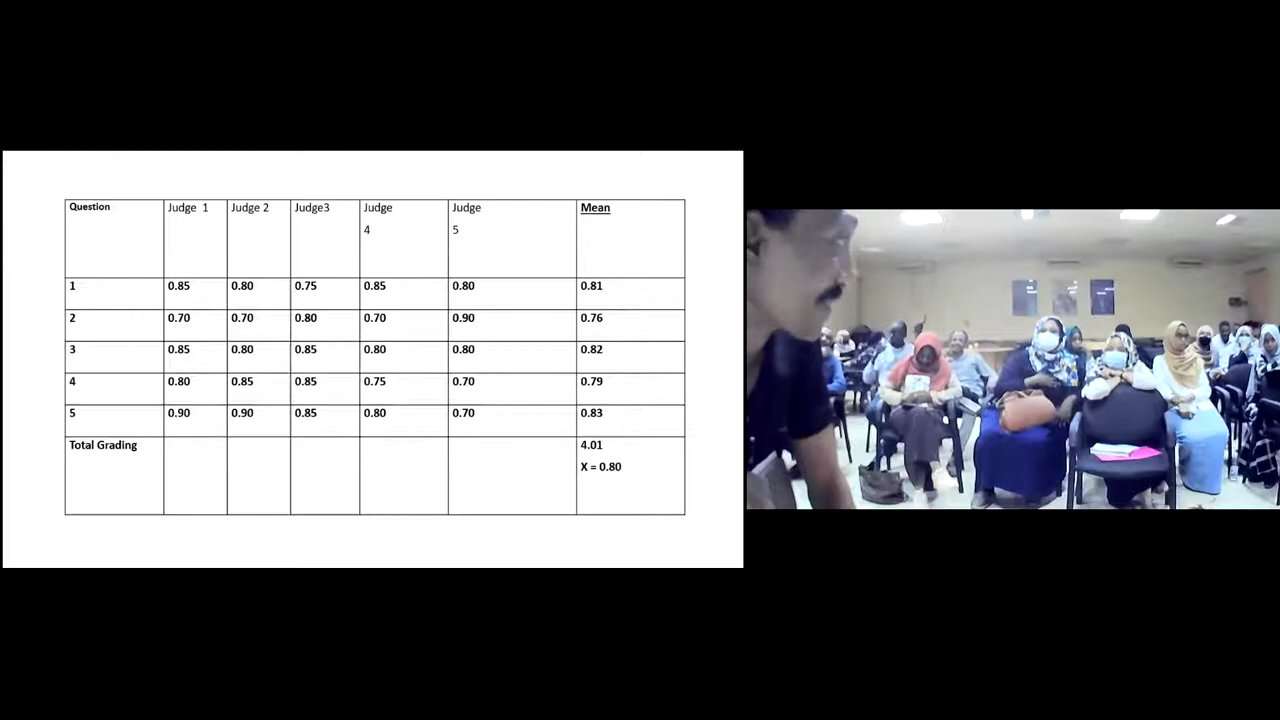 Question Judge 1 Judge 2 Judge3 Judge Judge Mean
4 5
1 0.85 0.80 0.75 0.85 0.80 0.81
2 0.70 0.70 0.80 0.70 0.90 0.76
3 0.85 0.80 0.85 0.80 0.80 0.82
4 0.80 0.85 0.85 0.75 0.70 0.79
5 0.90 0.90 0.85 0.80 0.70 0.83
Total Grading 4.01
X = 0.80